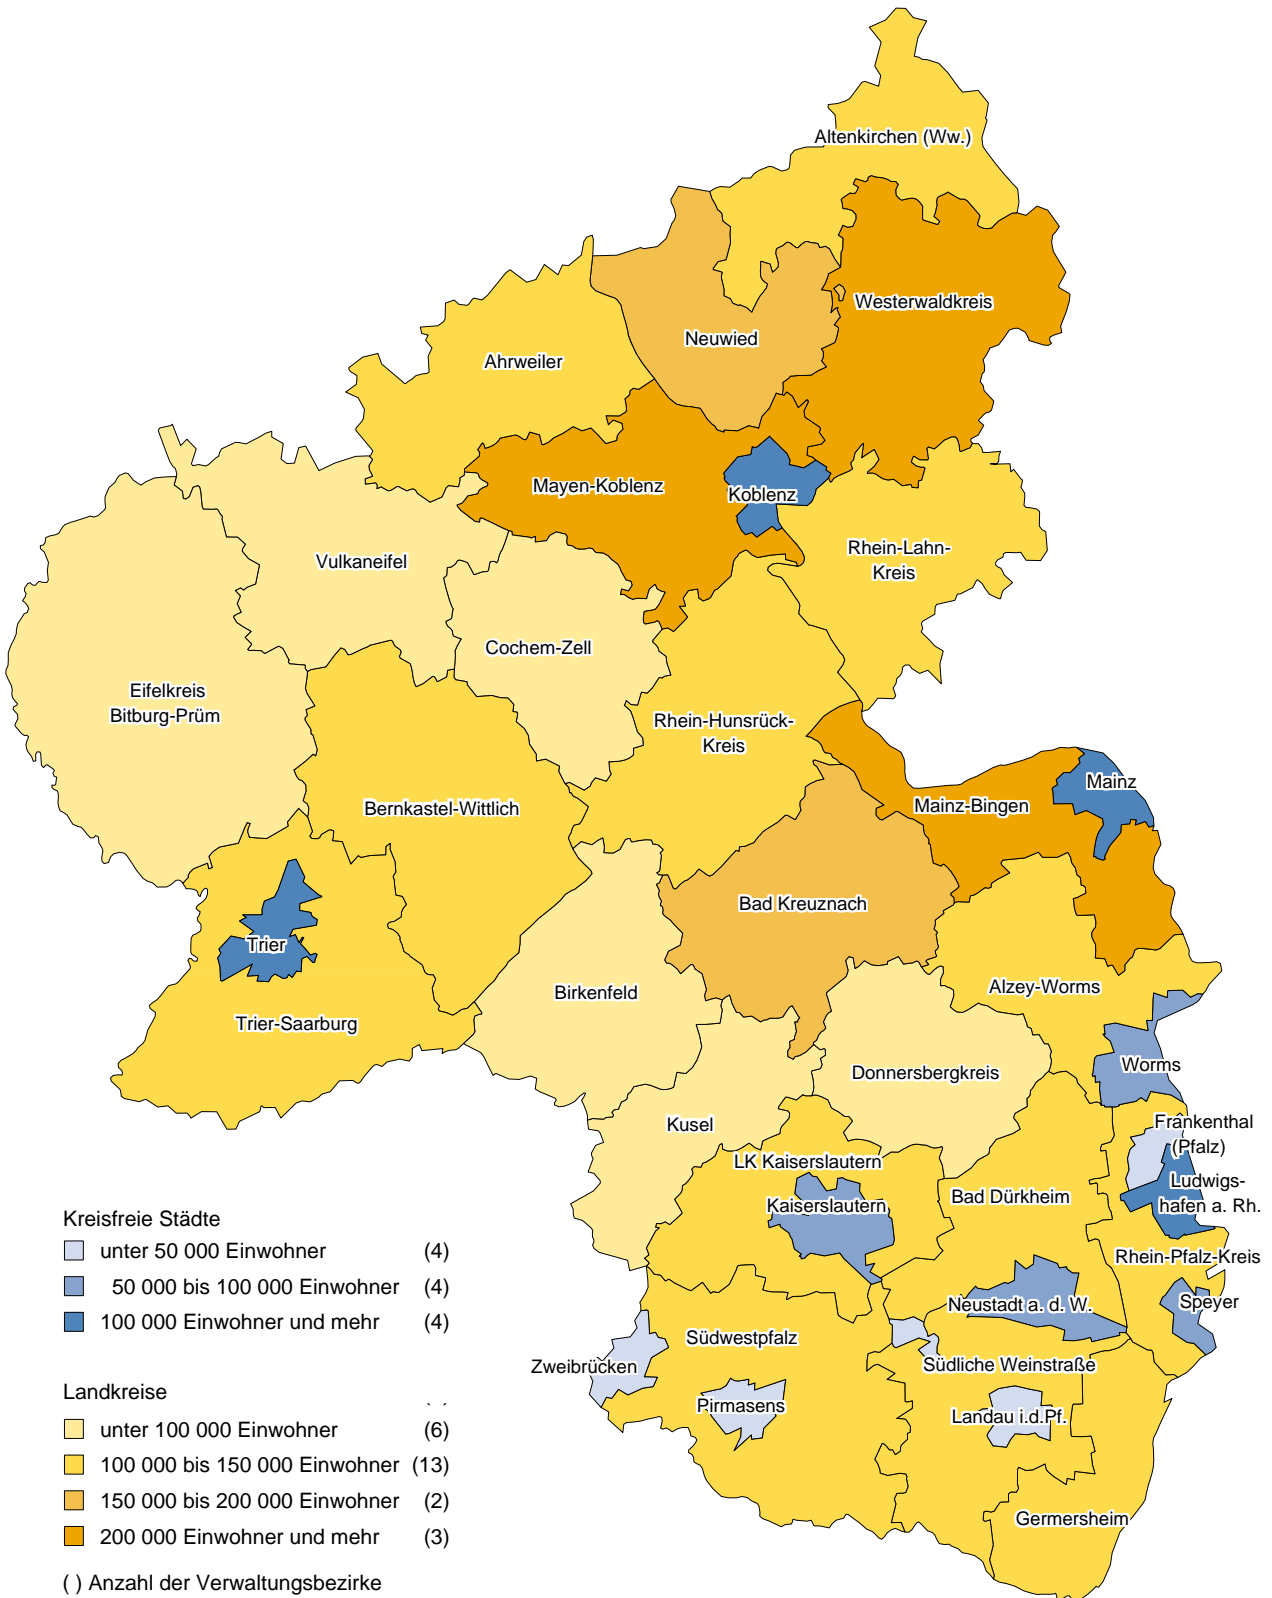 Altenkirchen (Ww.)
Westerwaldkreis
Neuwied
Ahrweiler
Mayen-Koblenz
Koblenz
Rhein-Lahn-
Kreis
Vulkaneifel
Cochem-Zell
Eifelkreis
Bitburg-Prüm
Rhein-Hunsrück-
Kreis
Mainz
Mainz-Bingen
Bernkastel-Wittlich
Bad Kreuznach
Trier
Alzey-Worms
Birkenfeld
Trier-Saarburg
Worms
Donnersbergkreis
Kusel
Frankenthal
(Pfalz)
LK Kaiserslautern
Ludwigs-
hafen a. Rh.
Bad Dürkheim
Kaiserslautern
Rhein-Pfalz-Kreis
Neustadt a. d. W.
Speyer
Südwestpfalz
Zweibrücken
Südliche Weinstraße
Pirmasens
Landau i.d.Pf.
Germersheim
Kreisfreie Städte
unter 50 000 Einwohner (4)
50 000 bis 100 000 Einwohner (4)
100 000 Einwohner und mehr (4)
Landkreise
unter 100 000 Einwohner (6)
100 000 bis 150 000 Einwohner (13)
150 000 bis 200 000 Einwohner (2)
200 000 Einwohner und mehr (3)
( ) Anzahl der Verwaltungsbezirke